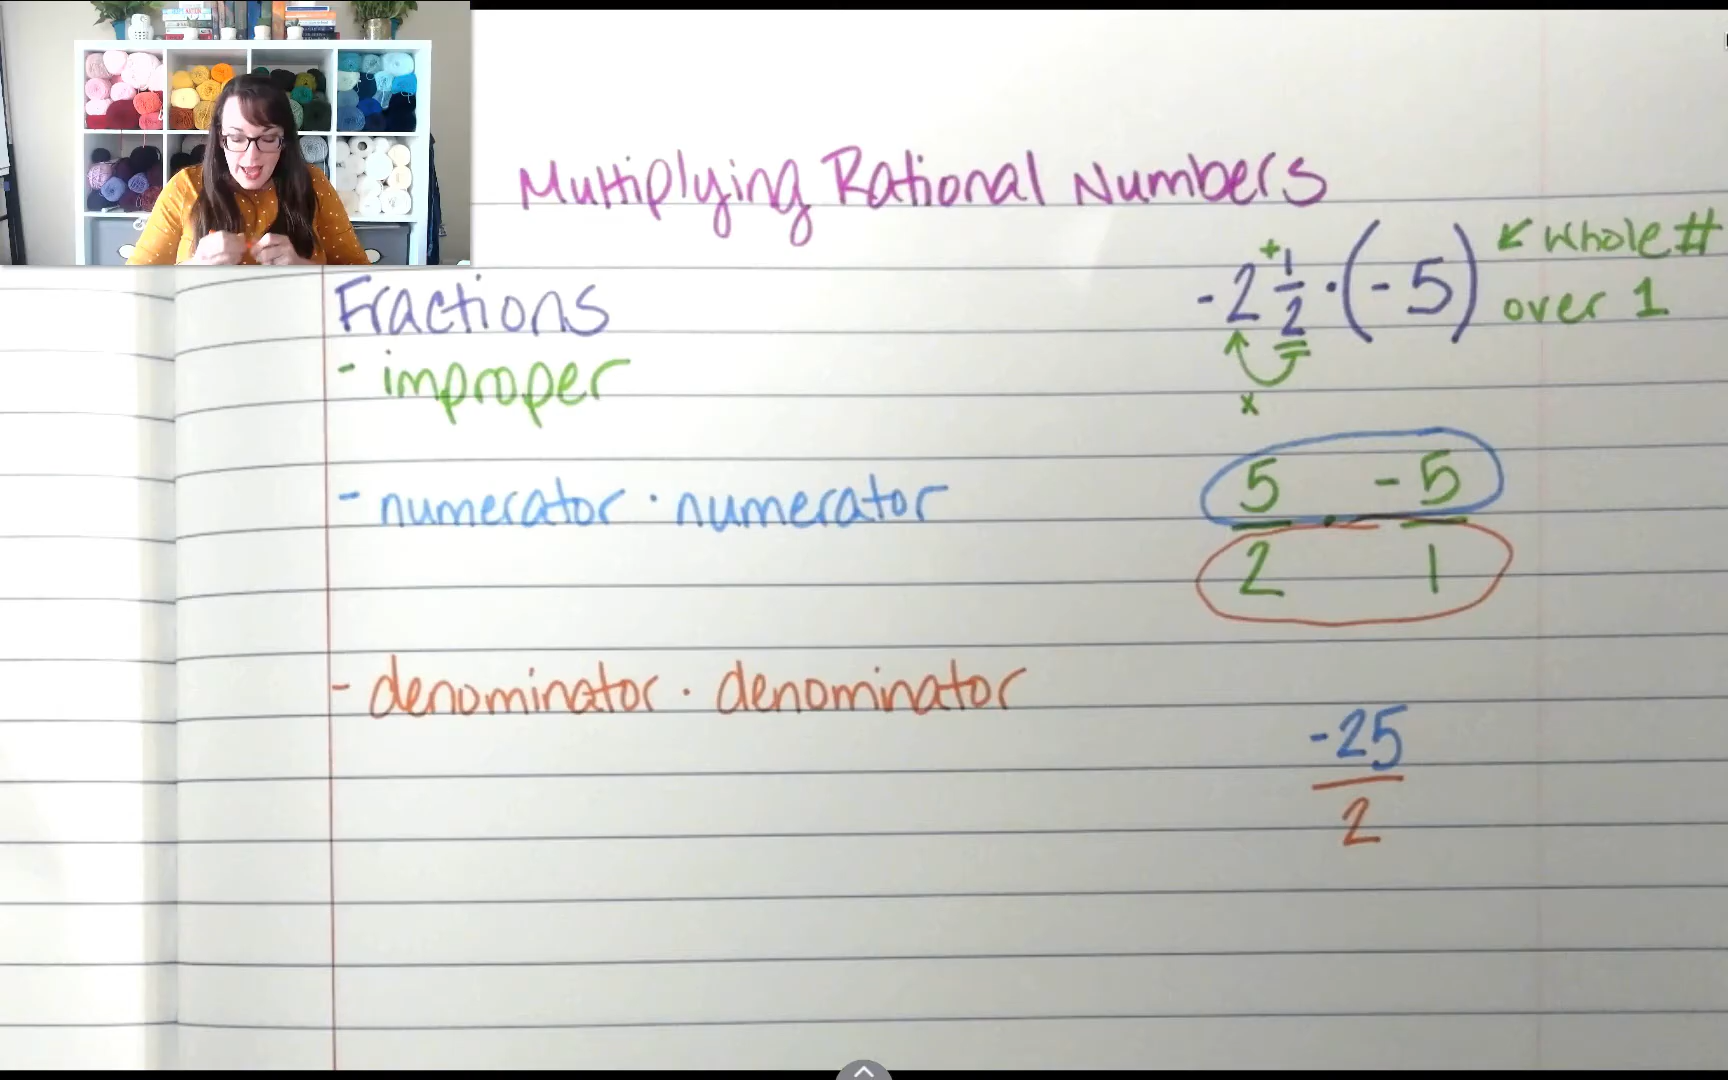 Multiplying Rational Numbers
Fractions
- improper
- numerator · numerator
- denominator · denominator
+
- 2 1/2 · (- 5)
x
↙ Whole #
over 1
5/2 · - 5/1
-25/2